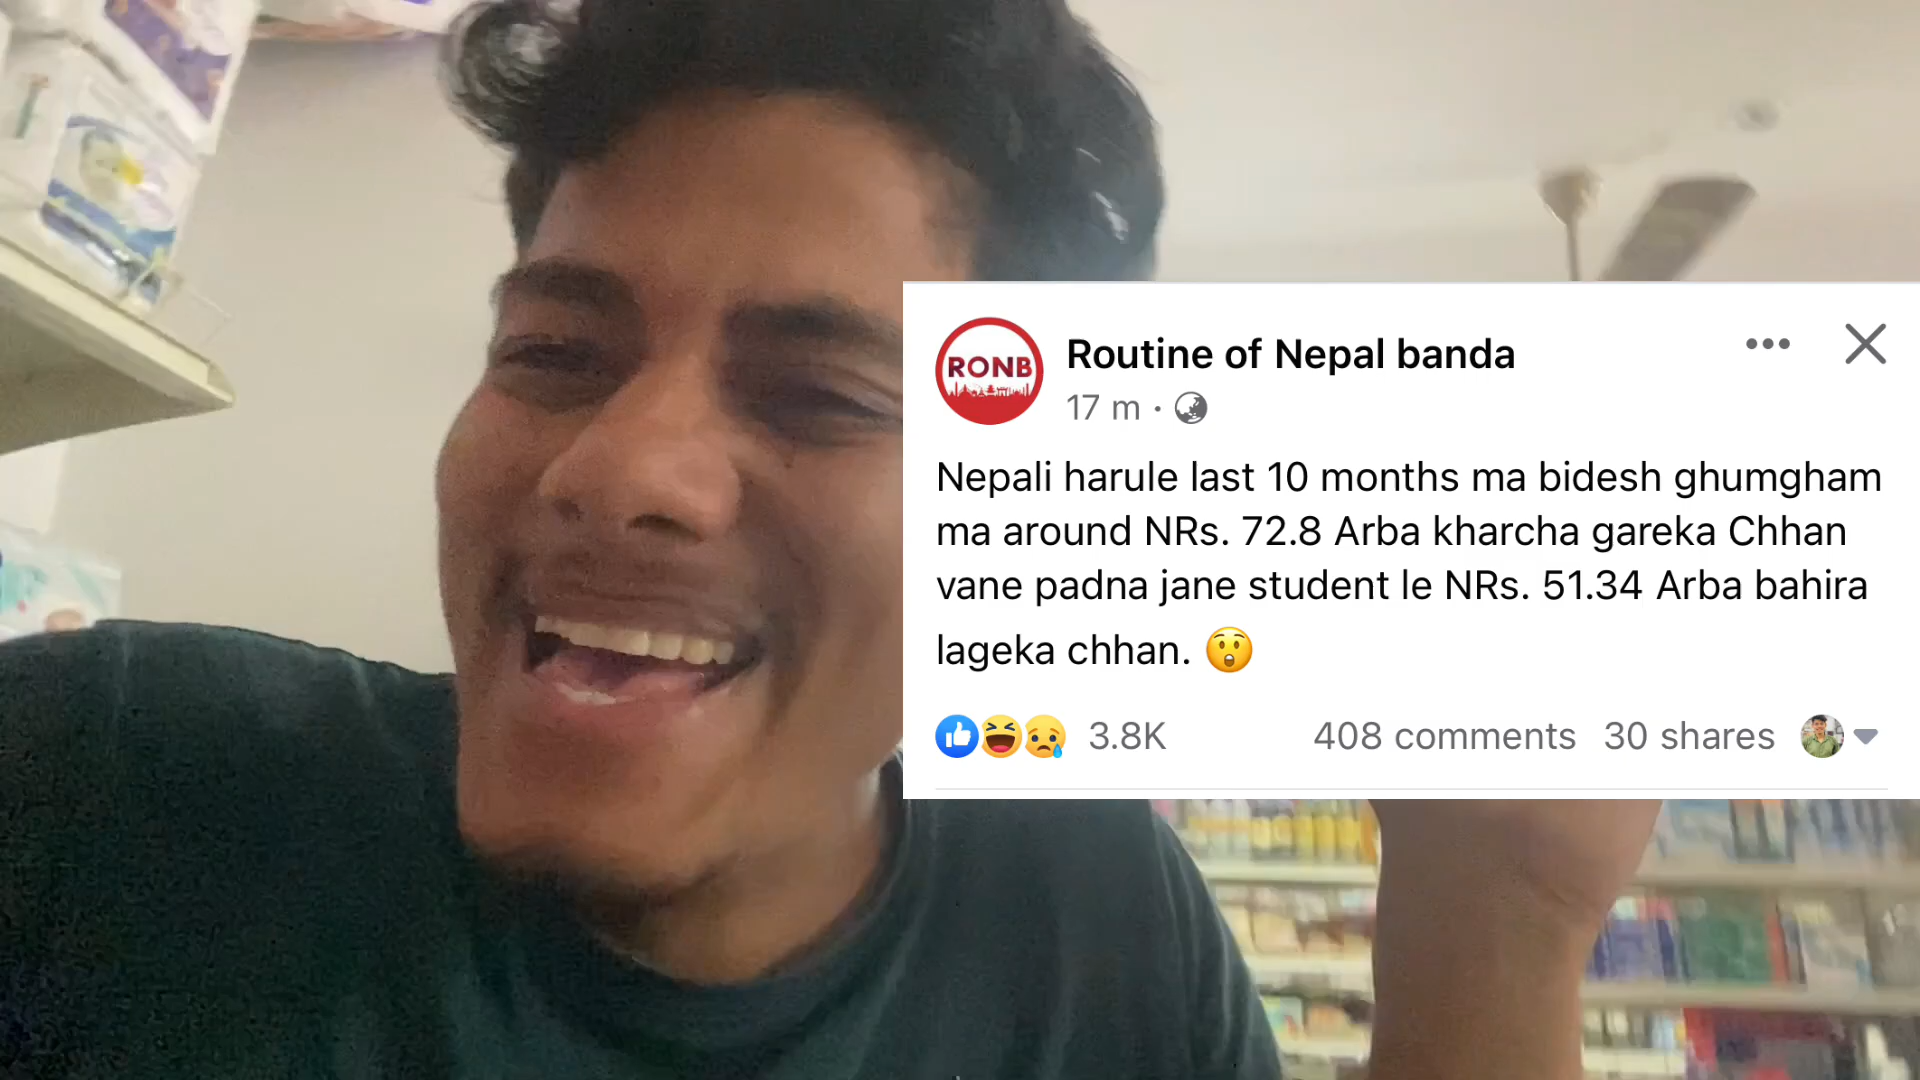 RONB
Routine of Nepal banda
17 m ·
Nepali harule last 10 months ma bidesh ghumgham
ma around NRs. 72.8 Arba kharcha gareka Chhan
vane padna jane student le NRs. 51.34 Arba bahira
lageka chhan. 😲
3.8K 408 comments 30 shares